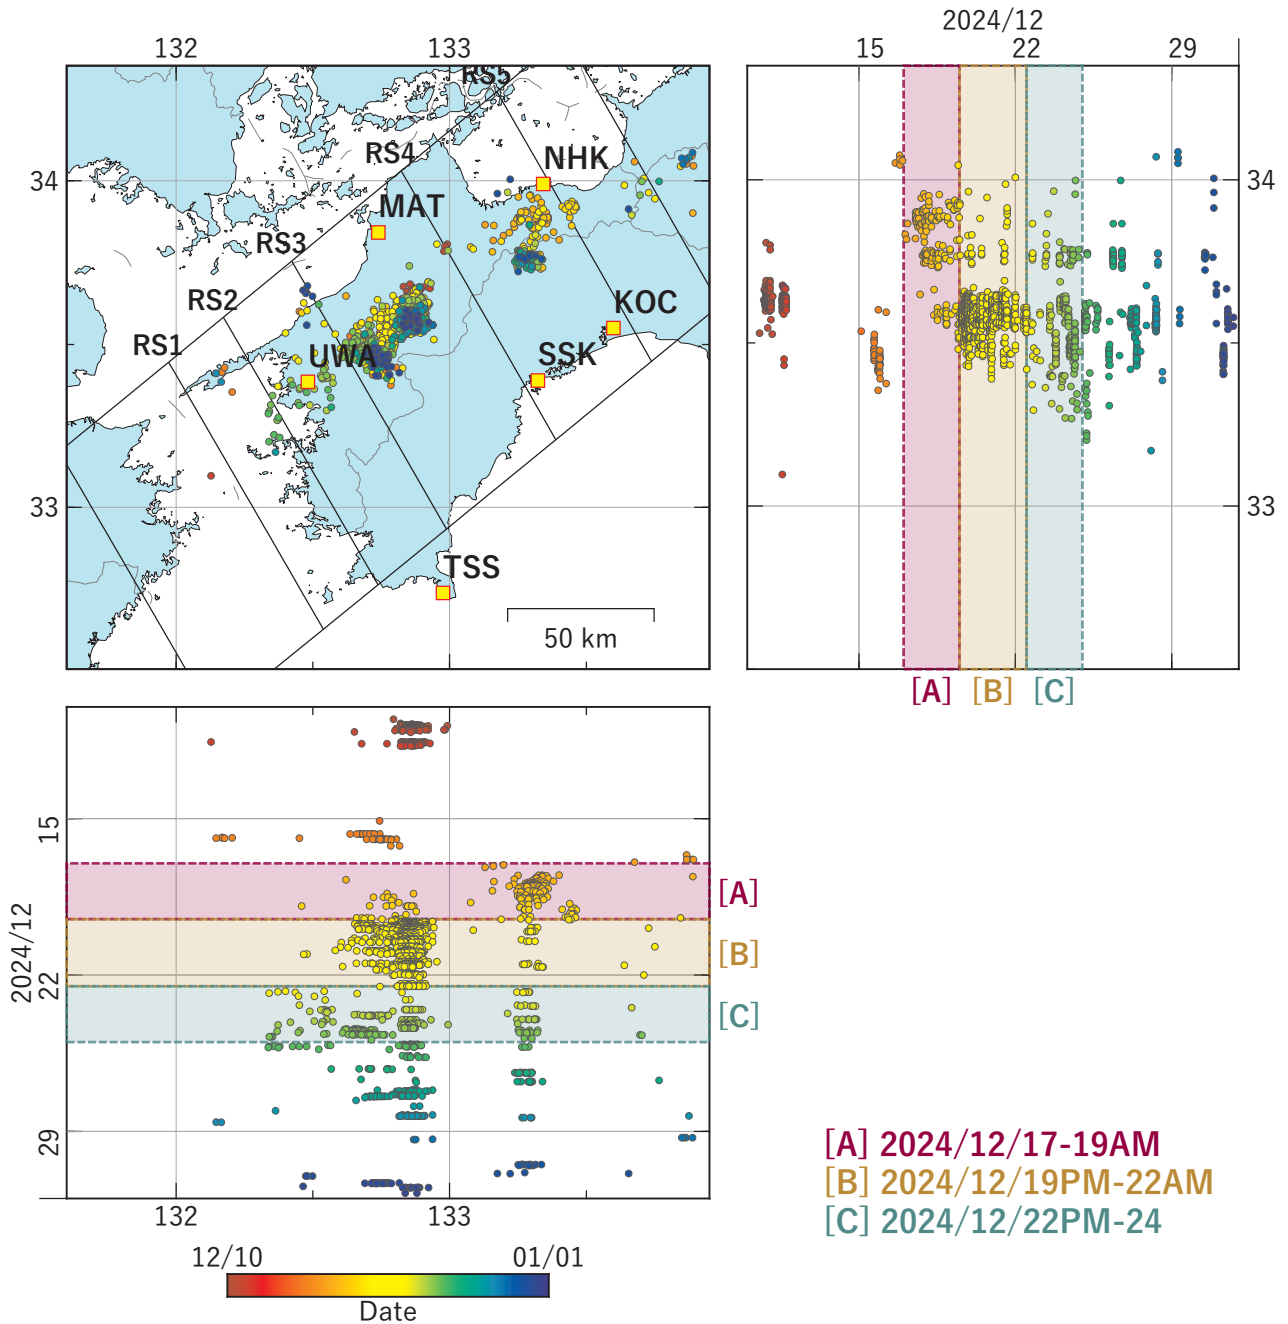 2024/12
132
133
15
22
29
RS5
RS4
NHK
34
34
MAT
RS3
RS2
KOC
RS1
UWA
SSK
33
33
TSS
50 km
[A]
[B]
[C]
15
[A]
2024/12
22
[B]
[C]
29
[A] 2024/12/17-19AM
[B] 2024/12/19PM-22AM
[C] 2024/12/22PM-24
132
133
12/10
01/01
Date